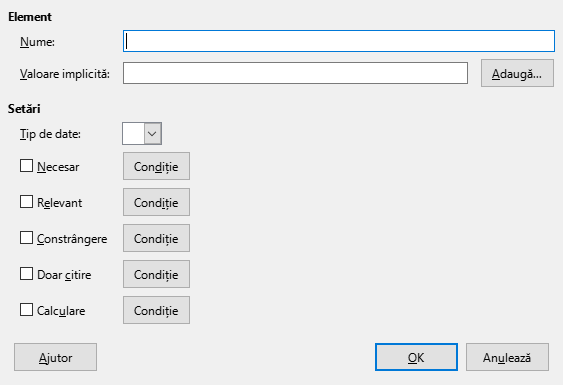 Element
Nume:
Valoare implicită: Adaugă...
Setări
Tip de date:
Necesar Condiție
Relevant Condiție
Constrângere Condiție
Doar citire Condiție
Calculare Condiție
Ajutor OK Anulează